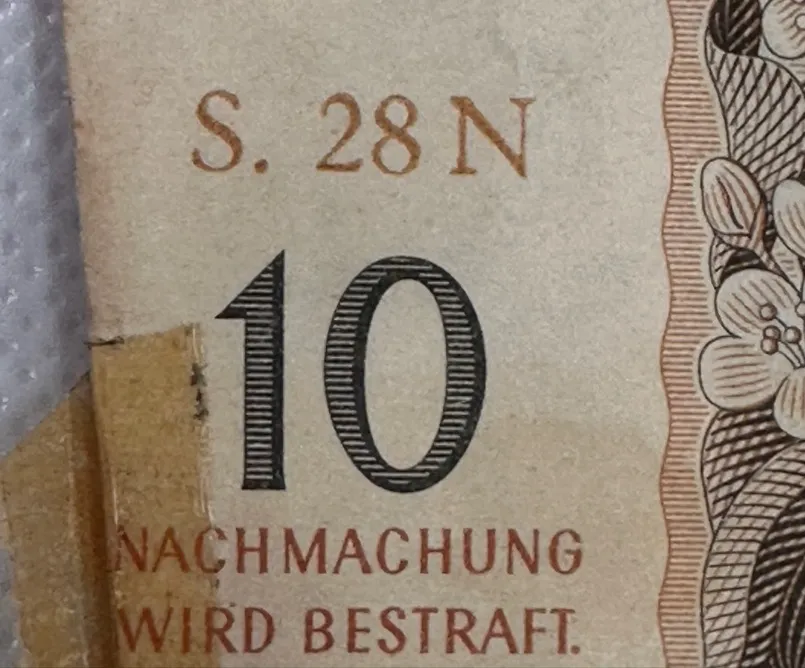 S. 28 N
10
NACHMACHUNG
WIRD BESTRAFT.